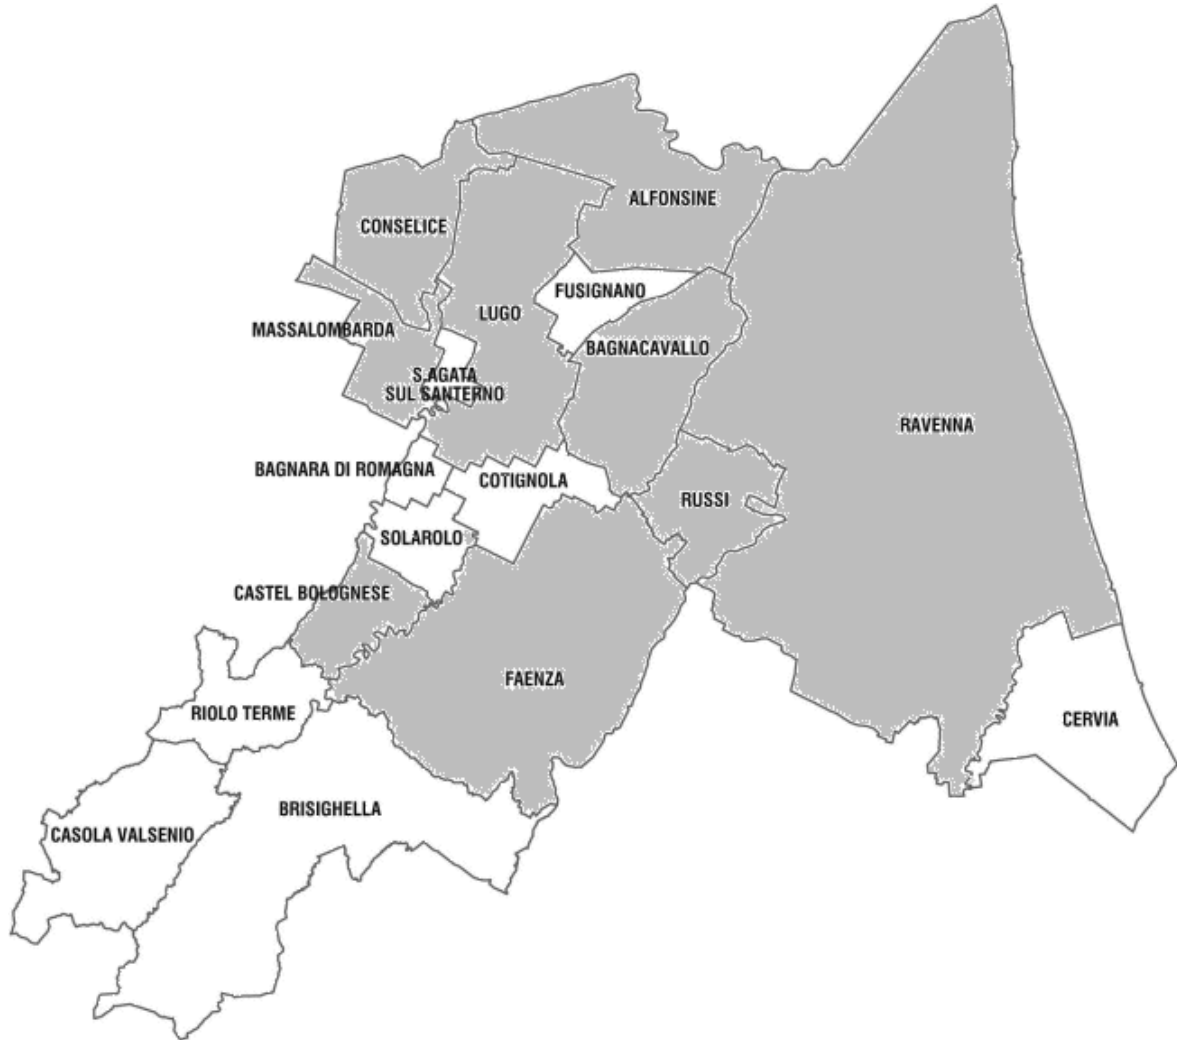 ALFONSINE
CONSELICE
FUSIGNANO
LUGO
MASSALOMBARDA
BAGNACAVALLO
S.AGATA
SUL SANTERNO
RAVENNA
BAGNARA DI ROMAGNA
COTIGNOLA
RUSSI
SOLAROLO
CASTEL BOLOGNESE
FAENZA
RIOLO TERME
CERVIA
BRISIGHELLA
CASOLA VALSENIO